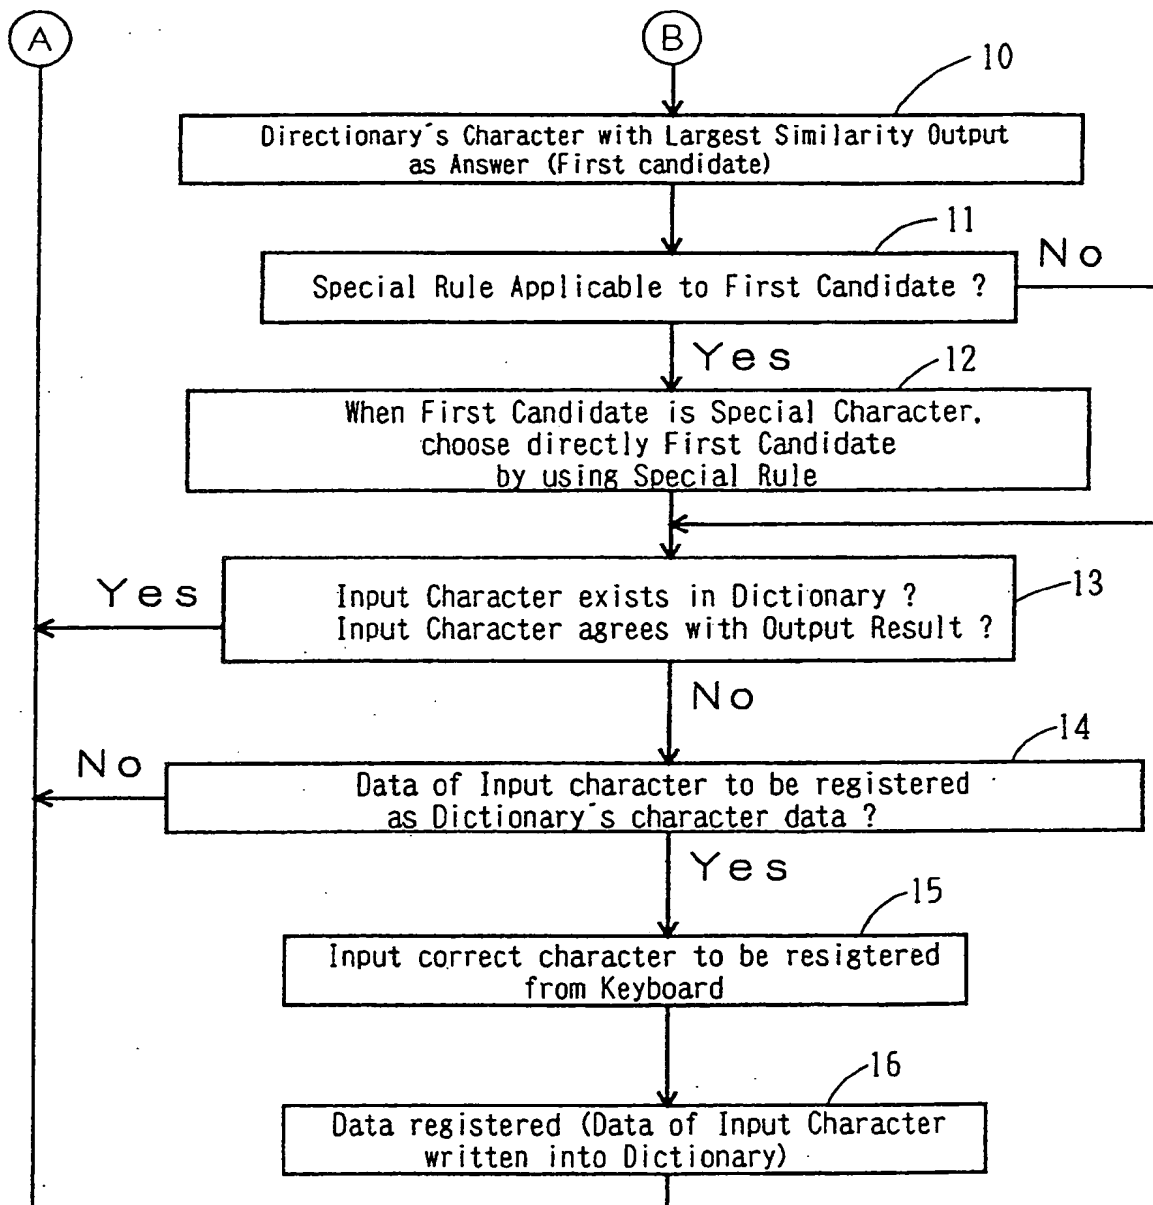 A
B
10
Directionary's Character with Largest Similarity Output
as Answer (First candidate)
11
Special Rule Applicable to First Candidate ?
No
Yes
12
When First Candidate is Special Character.
choose directly First Candidate
by using Special Rule
Yes
Input Character exists in Dictionary ?
Input Character agrees with Output Result ?
13
No
14
No
Data of Input character to be registered
as Dictionary's character data ?
Yes
15
Input correct character to be resigtered
from Keyboard
16
Data registered (Data of Input Character
written into Dictionary)